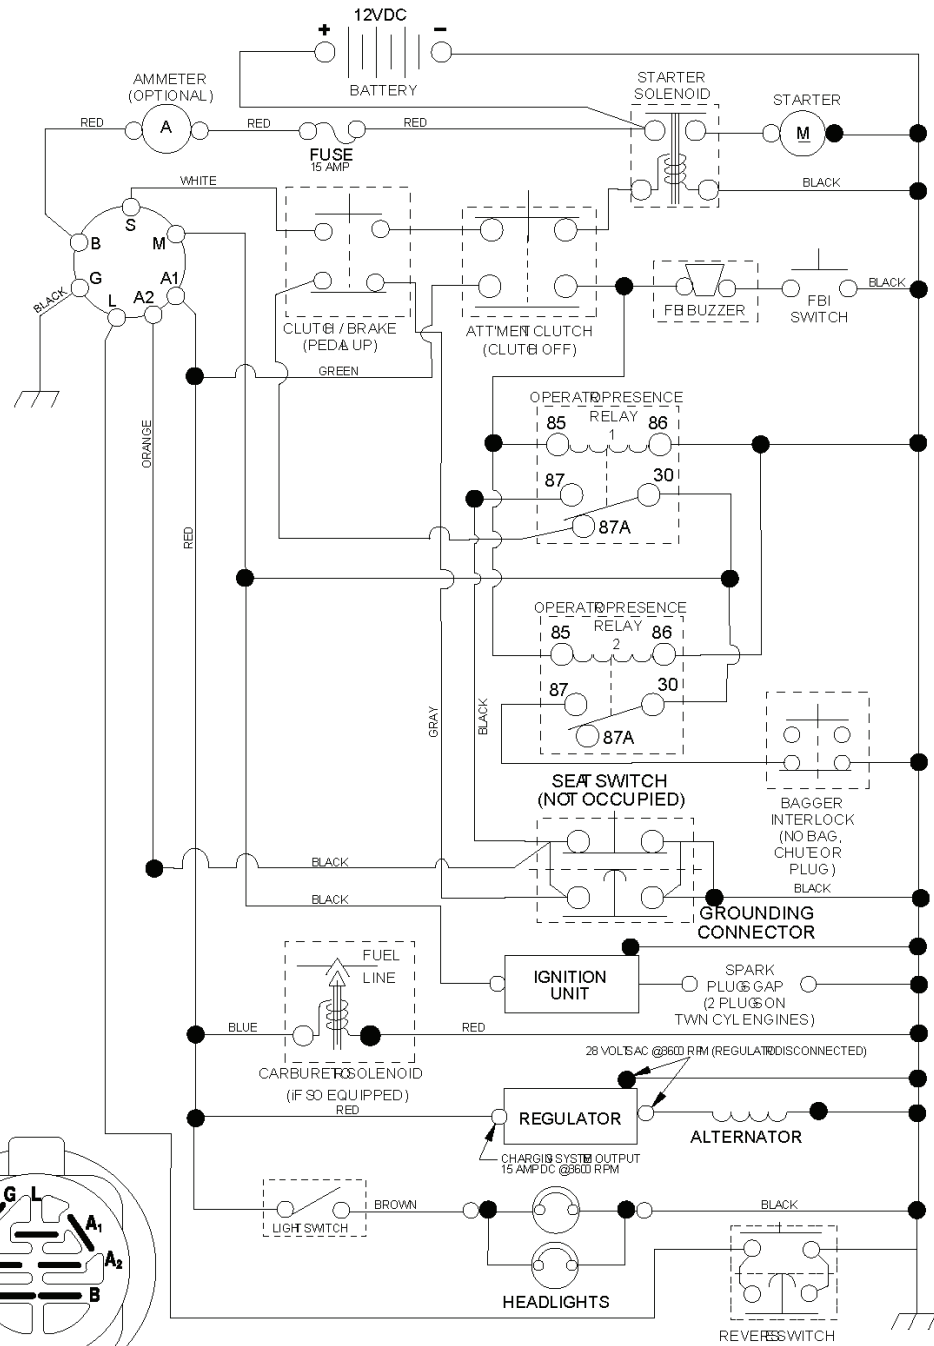 12VDC
+
-
BATTERY
AMMETER
(OPTIONAL)
A
RED
RED
RED
FUSE
15 AMP
STARTER
SOLENOID
STARTER
M
BLACK
WHITE
S
B
M
G
A1
A2
L
BLACK
CLUTCH / BRAKE
(PEDAL UP)
ATT'MENT CLUTCH
(CLUTCH OFF)
FBI BUZZER
FBI
SWITCH
BLACK
GREEN
ORANGE
RED
OPERATOR PRESENCE
RELAY
1
85
86
87
30
87A
OPERATOR PRESENCE
RELAY
2
85
86
87
30
87A
GRAY
BLACK
SEAT SWITCH
(NOT OCCUPIED)
BAGGER
INTERLOCK
(NO BAG,
CHUTE OR
PLUG)
BLACK
BLACK
BLACK
GROUNDING
CONNECTOR
FUEL
LINE
IGNITION
UNIT
SPARK
PLUGS GAP
(2 PLUGS ON
TWN CYL ENGINES)
BLUE
RED
CARBURETOR SOLENOID
(iF SO EQUIPPED)
28 VOLTS AC @3600 RPM (REGULATOR DISCONNECTED)
RED
REGULATOR
ALTERNATOR
CHARGING SYSTEM OUTPUT
15 AMP DC @3600 RPM
G L
A1
A2
B
LIGHT SWITCH
BROWN
BLACK
HEADLIGHTS
REVERSE SWITCH